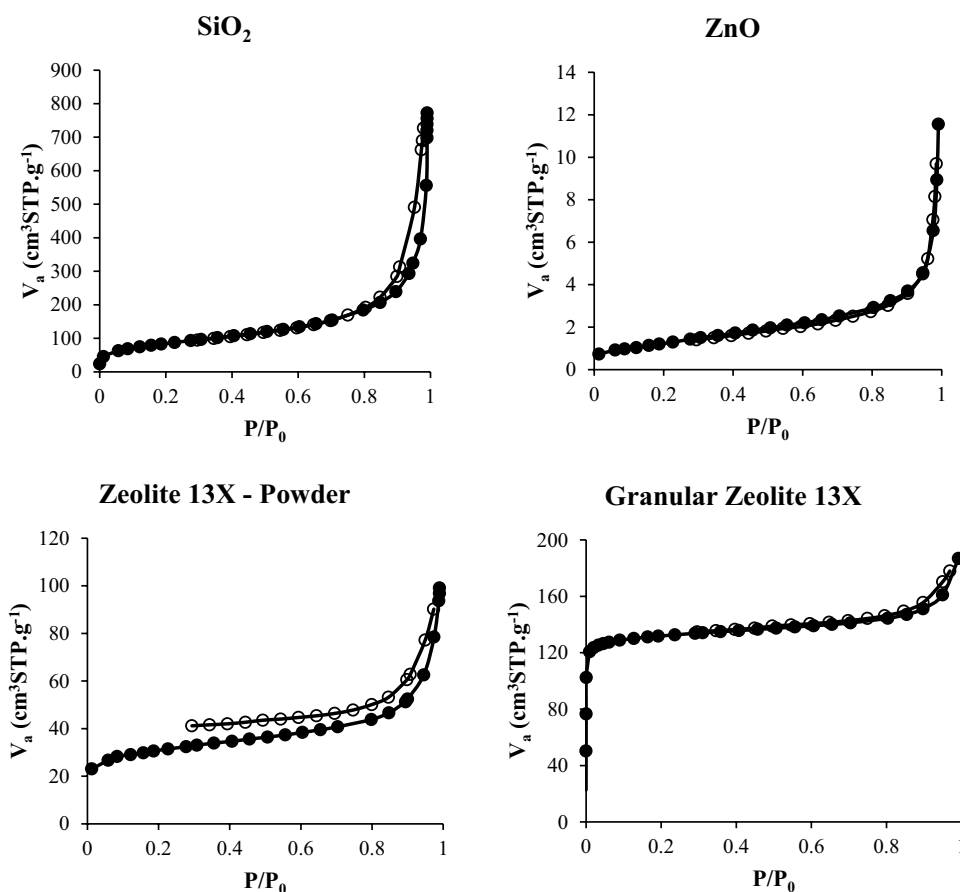 SiO₂
900
800
700
600
500
400
300
200
100
0
0 0.2 0.4 0.6 0.8 1
Vₐ (cm³STP.g⁻¹)
P/P₀
ZnO
14
12
10
8
6
4
2
0
0 0.2 0.4 0.6 0.8 1
Vₐ (cm³STP.g⁻¹)
P/P₀
Zeolite 13X - Powder
120
100
80
60
40
20
0
0 0.2 0.4 0.6 0.8 1
Vₐ (cm³STP.g⁻¹)
P/P₀
Granular Zeolite 13X
200
160
120
80
40
0
0 0.2 0.4 0.6 0.8 1
Vₐ (cm³STP.g⁻¹)
P/P₀